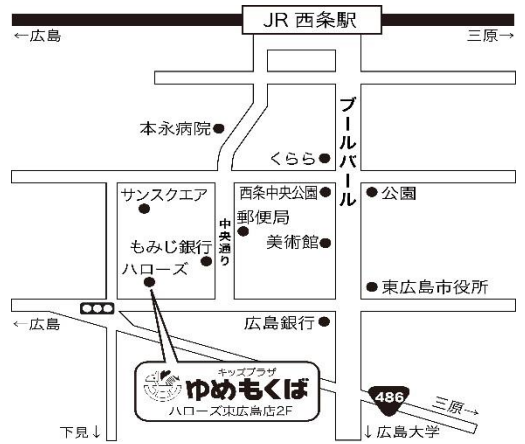 JR 西条駅
←広島
三原→
本永病院
ブールバール
くらら
サンスクエア
西条中央公園
公園
中央通り
郵便局
美術館
もみじ銀行
ハローズ
東広島市役所
←広島
広島銀行
キッズプラザ
ゆめもくば
ハローズ東広島店2F
486
三原→
下見↓
↓広島大学